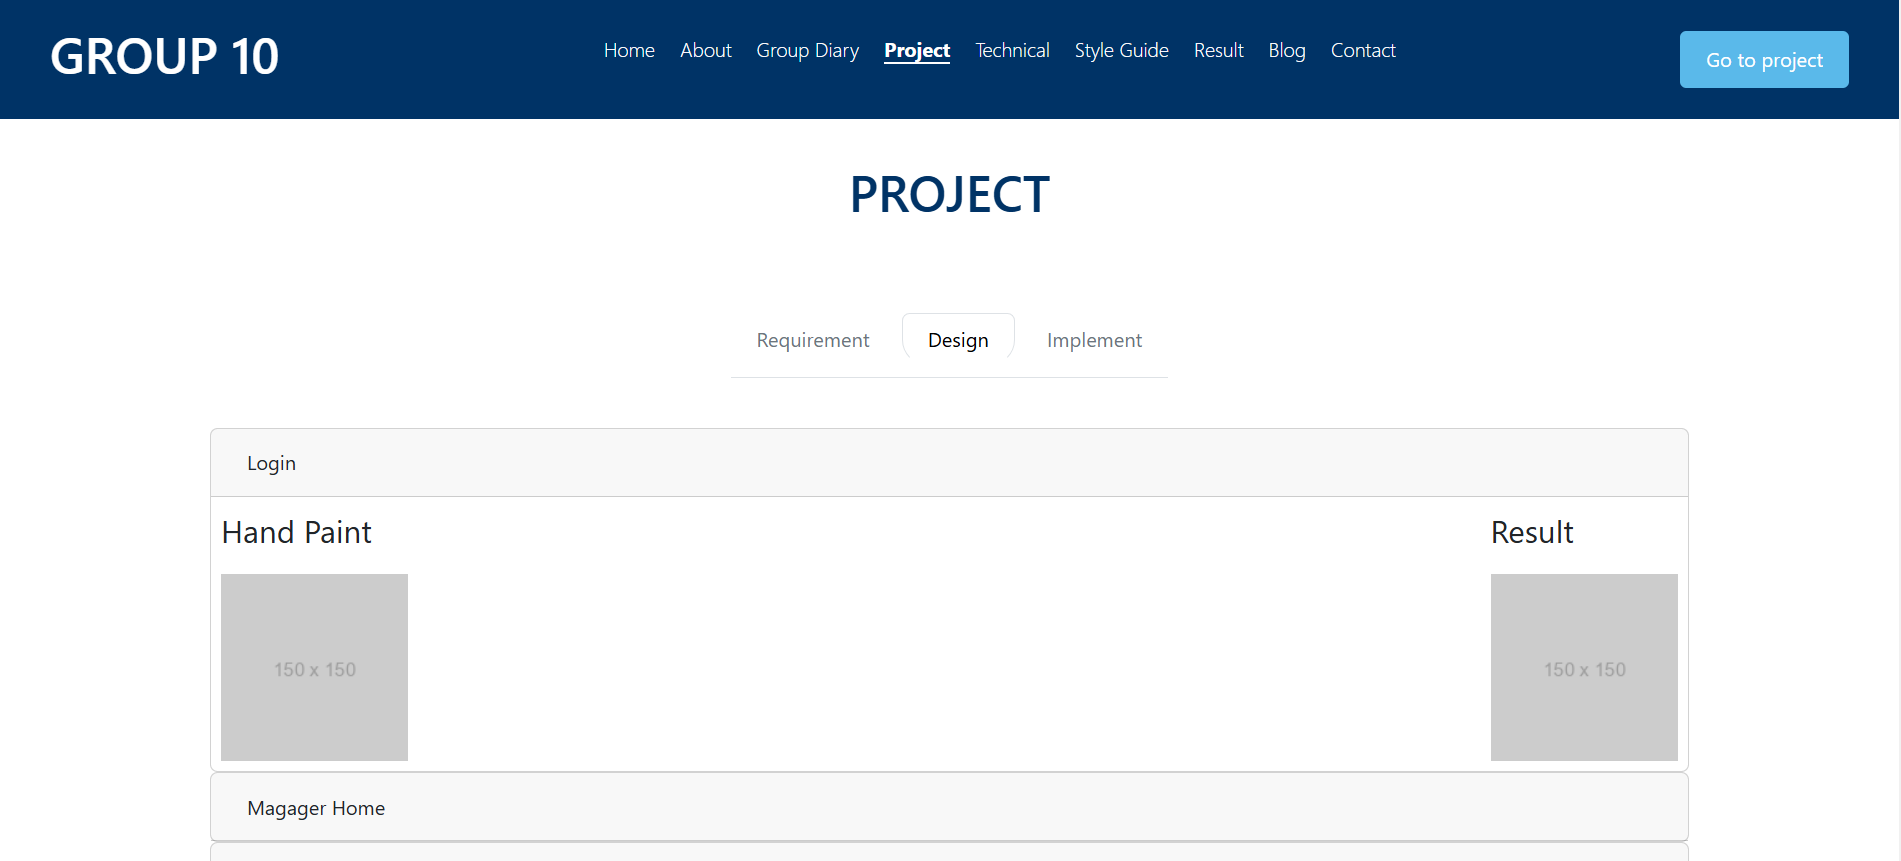 GROUP 10
Home About Group Diary Project Technical Style Guide Result Blog Contact
Go to project
PROJECT
Requirement Design Implement
Login
Hand Paint Result
150 x 150 150 x 150
Magager Home